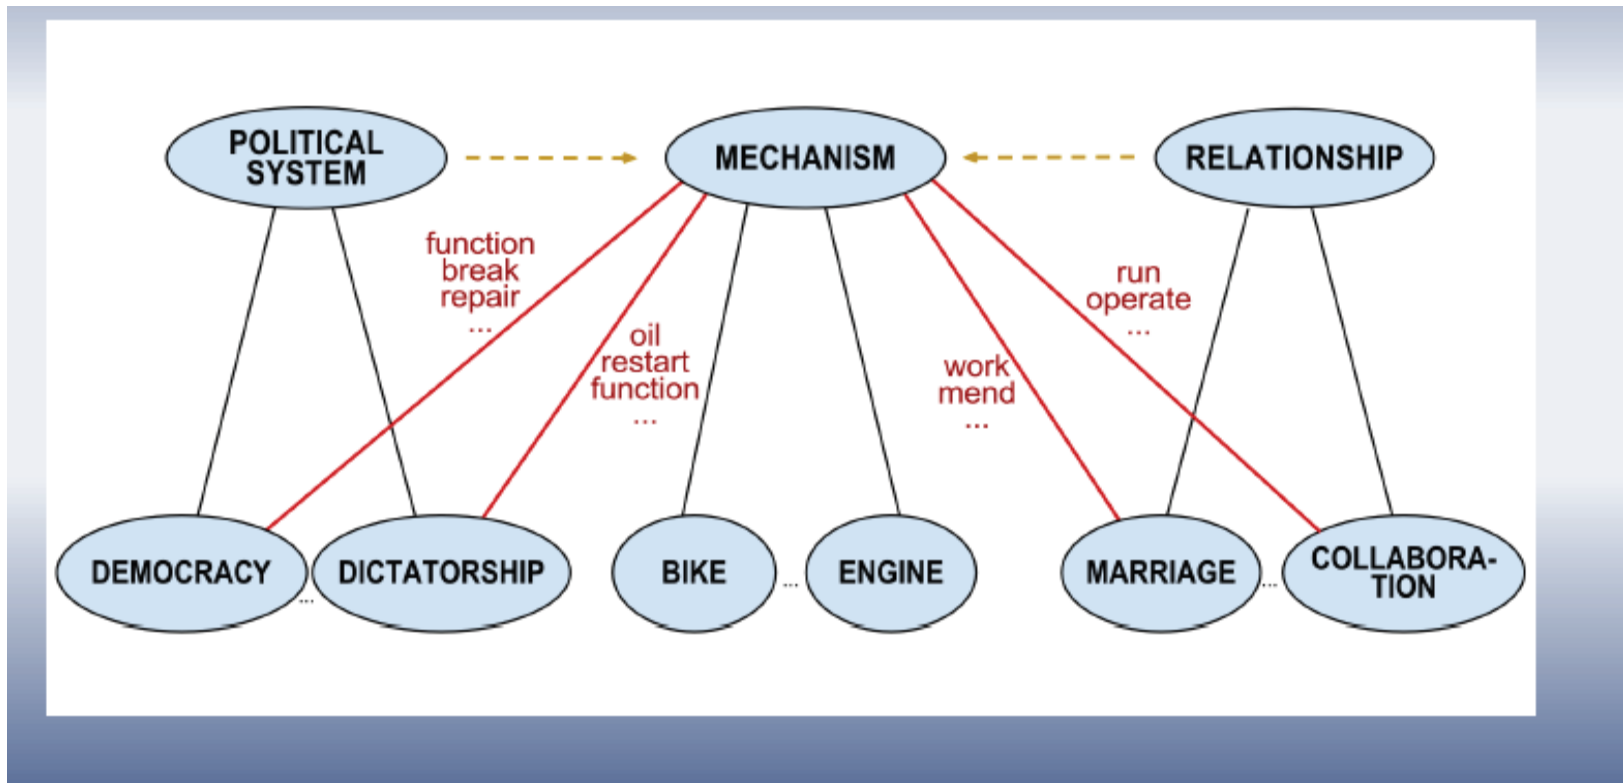 POLITICAL
SYSTEM
MECHANISM
RELATIONSHIP
function
break
repair
...
oil
restart
function
...
work
mend
...
run
operate
...
DEMOCRACY
...
DICTATORSHIP
BIKE
...
ENGINE
MARRIAGE
...
COLLABORA-
TION